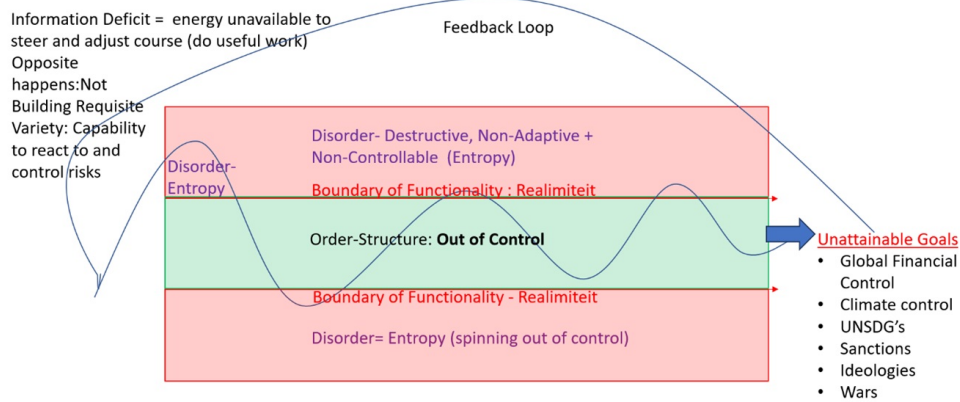 Information Deficit =  energy unavailable to
steer and adjust course (do useful work)
Opposite
happens:Not
Building Requisite
Variety: Capability
to react to and
control risks
Feedback Loop
Disorder- Destructive, Non-Adaptive +
Non-Controllable  (Entropy)
Disorder-
Entropy
Boundary of Functionality : Realimiteit
Order-Structure: Out of Control
Boundary of Functionality - Realimiteit
Disorder= Entropy (spinning out of control)
Unattainable Goals
• Global Financial
Control
• Climate control
• UNSDG's
• Sanctions
• Ideologies
• Wars